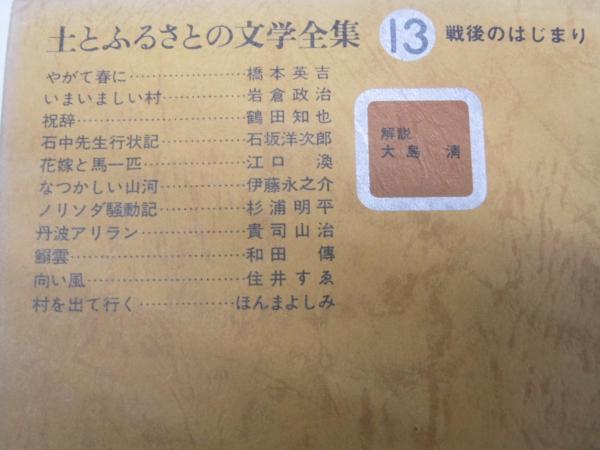 土とふるさとの文学全集 13 戦後のはじまり
やがて春に……………橋本英吉
いまいましい村…………岩倉政治
祝辞……………………鶴田知也
石中先生行状記…………石坂洋次郎
花嫁と馬一匹……………江口 渙
なつかしい山河…………伊藤永之介
ノリソダ騒動記…………杉浦明平
丹波アリラン……………貴司山治
鰯雲……………………和田 傳
向い風…………………住井すゑ
村を出て行く……………ほんまよしみ
解説
大島 清